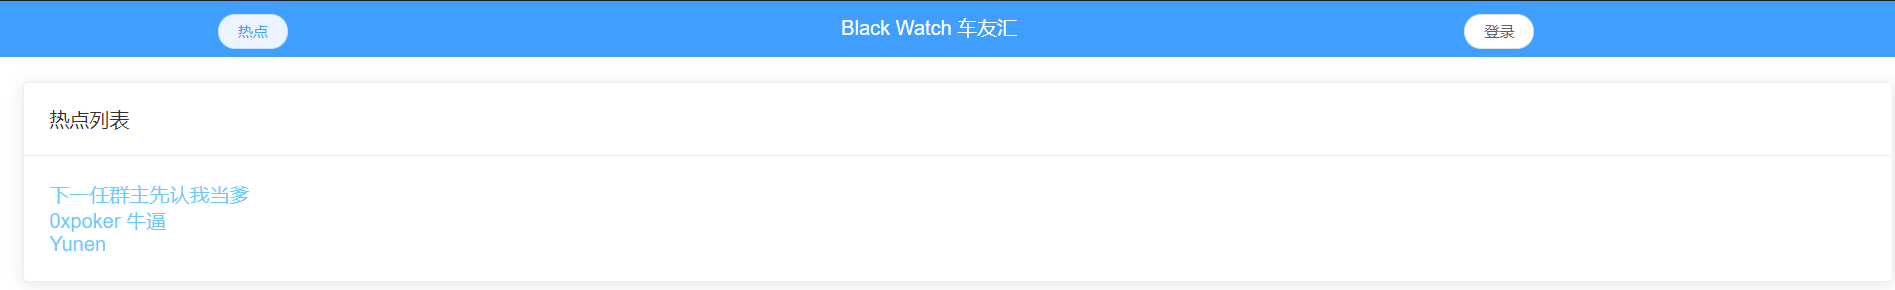 热点
Black Watch 车友汇
登录
热点列表
下一任群主先认我当爹
0xpoker 牛逼
Yunen